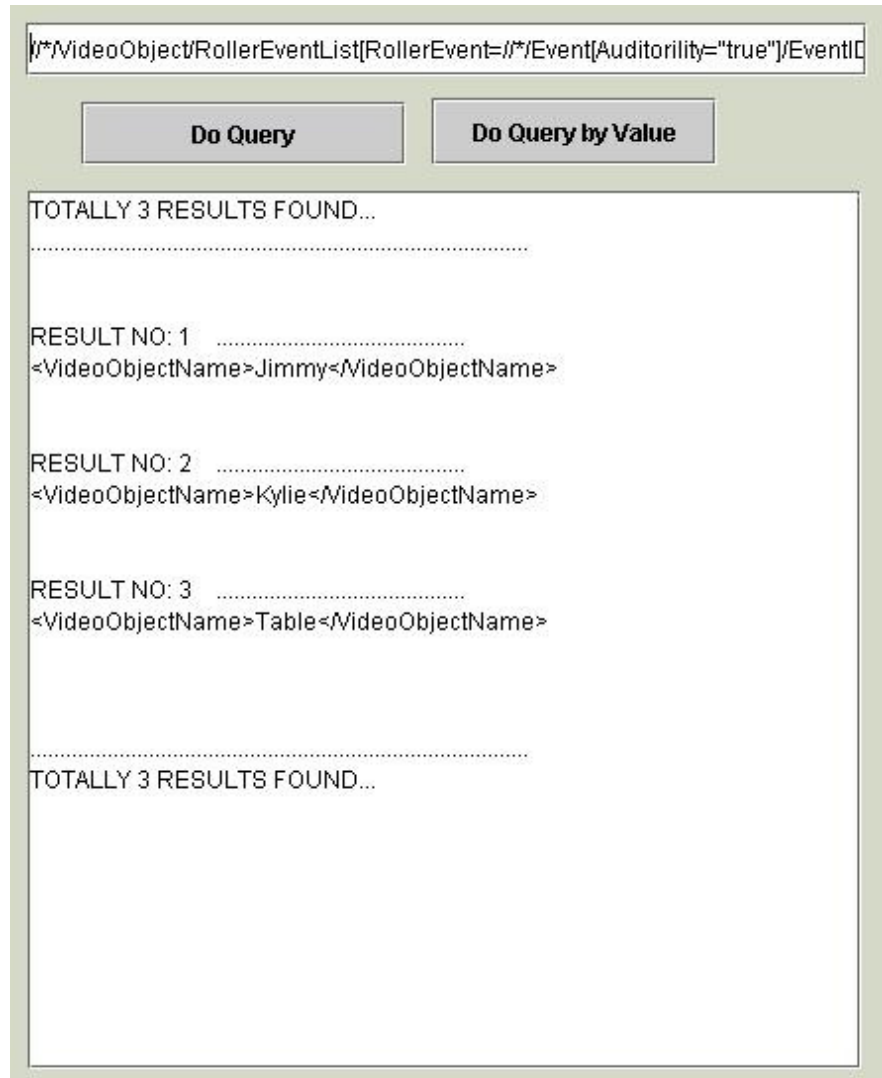 //*/VideoObject/RollerEventList[RollerEvent=//*/Event[Auditorility="true"]/EventID
Do Query Do Query by Value
TOTALLY 3 RESULTS FOUND...
....................................................................................
RESULT NO: 1 ..........................................
<VideoObjectName>Jimmy</VideoObjectName>
RESULT NO: 2 ..........................................
<VideoObjectName>Kylie</VideoObjectName>
RESULT NO: 3 ..........................................
<VideoObjectName>Table</VideoObjectName>
....................................................................................
TOTALLY 3 RESULTS FOUND...